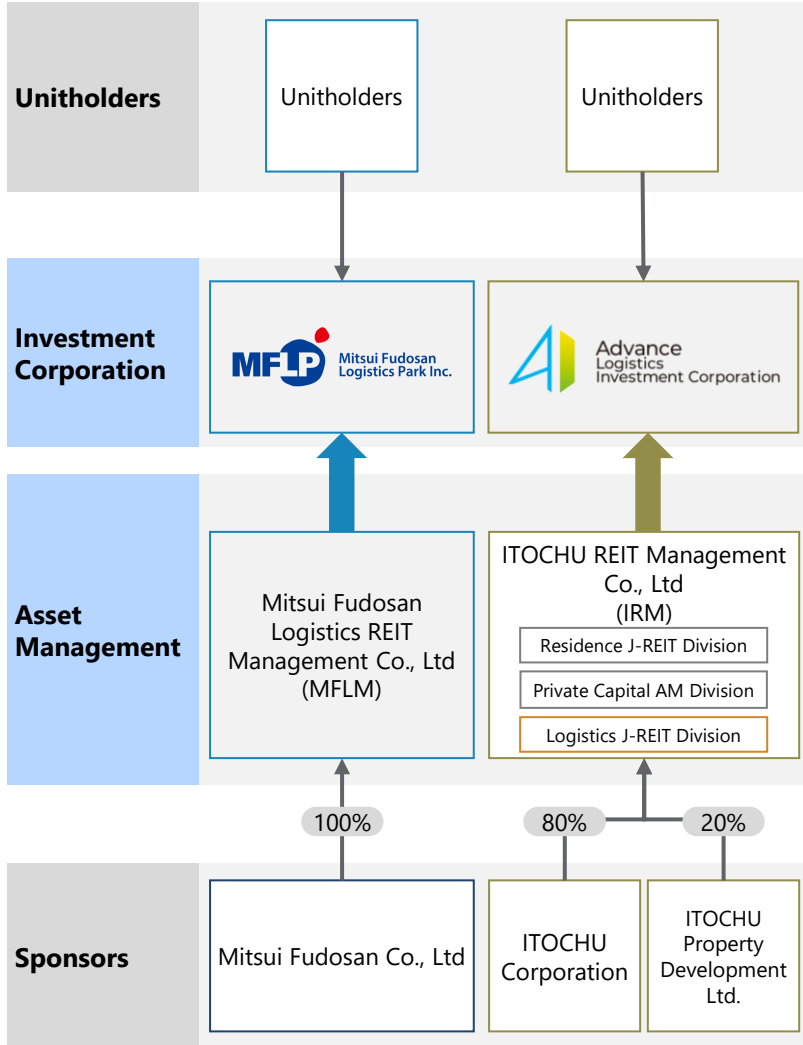 Unitholders
Unitholders
Unitholders
Investment
Corporation
MFLP
Mitsui Fudosan
Logistics Park Inc.
Advance
Logistics
Investment Corporation
Asset
Management
Mitsui Fudosan
Logistics REIT
Management Co., Ltd
(MFLM)
ITOCHU REIT Management
Co., Ltd
(IRM)
Residence J-REIT Division
Private Capital AM Division
Logistics J-REIT Division
100%
80%
20%
Sponsors
Mitsui Fudosan Co., Ltd
ITOCHU
Corporation
ITOCHU
Property
Development
Ltd.